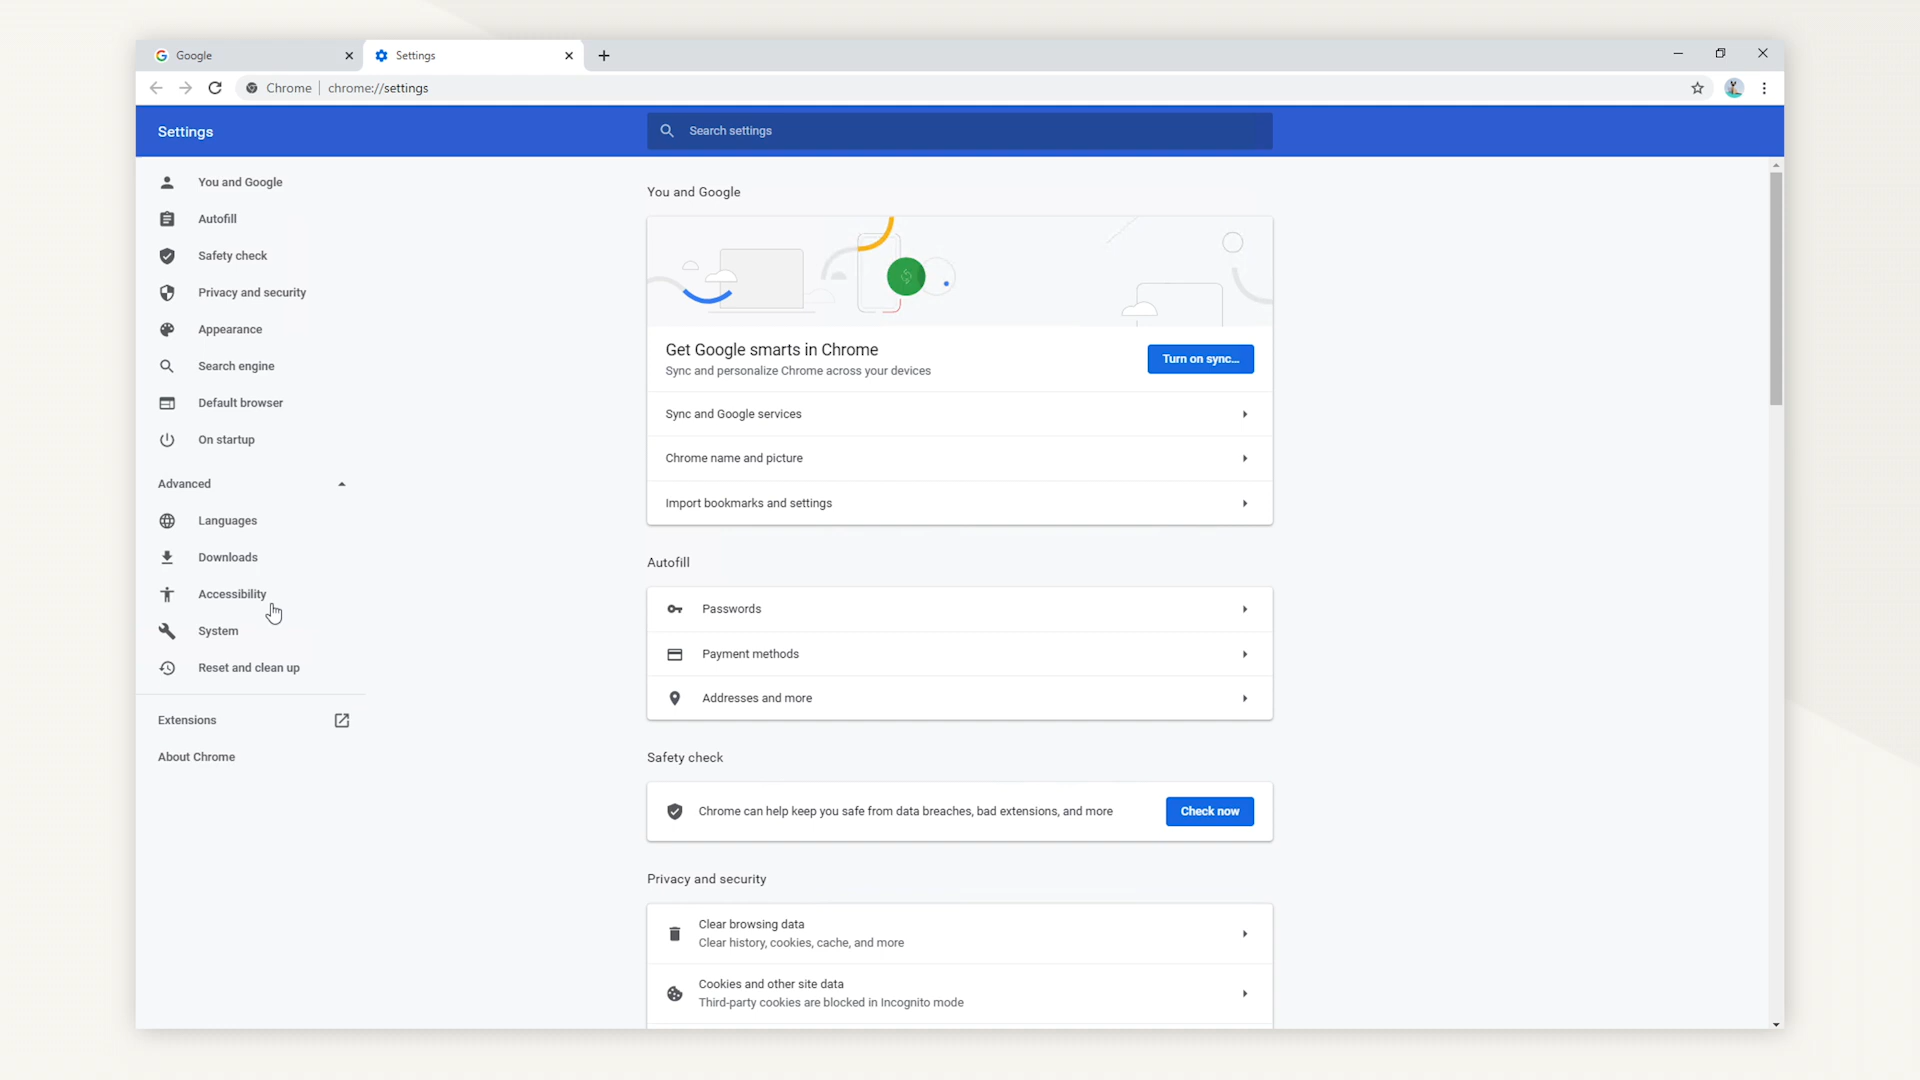 Google
Settings
Chrome
chrome://settings
Settings
Search settings
You and Google
Autofill
Safety check
Privacy and security
Appearance
Search engine
Default browser
On startup
Advanced
Languages
Downloads
Accessibility
System
Reset and clean up
Extensions
About Chrome
You and Google
Get Google smarts in Chrome
Sync and personalize Chrome across your devices
Turn on sync...
Sync and Google services
Chrome name and picture
Import bookmarks and settings
Autofill
Passwords
Payment methods
Addresses and more
Safety check
Chrome can help keep you safe from data breaches, bad extensions, and more
Check now
Privacy and security
Clear browsing data
Clear history, cookies, cache, and more
Cookies and other site data
Third-party cookies are blocked in Incognito mode